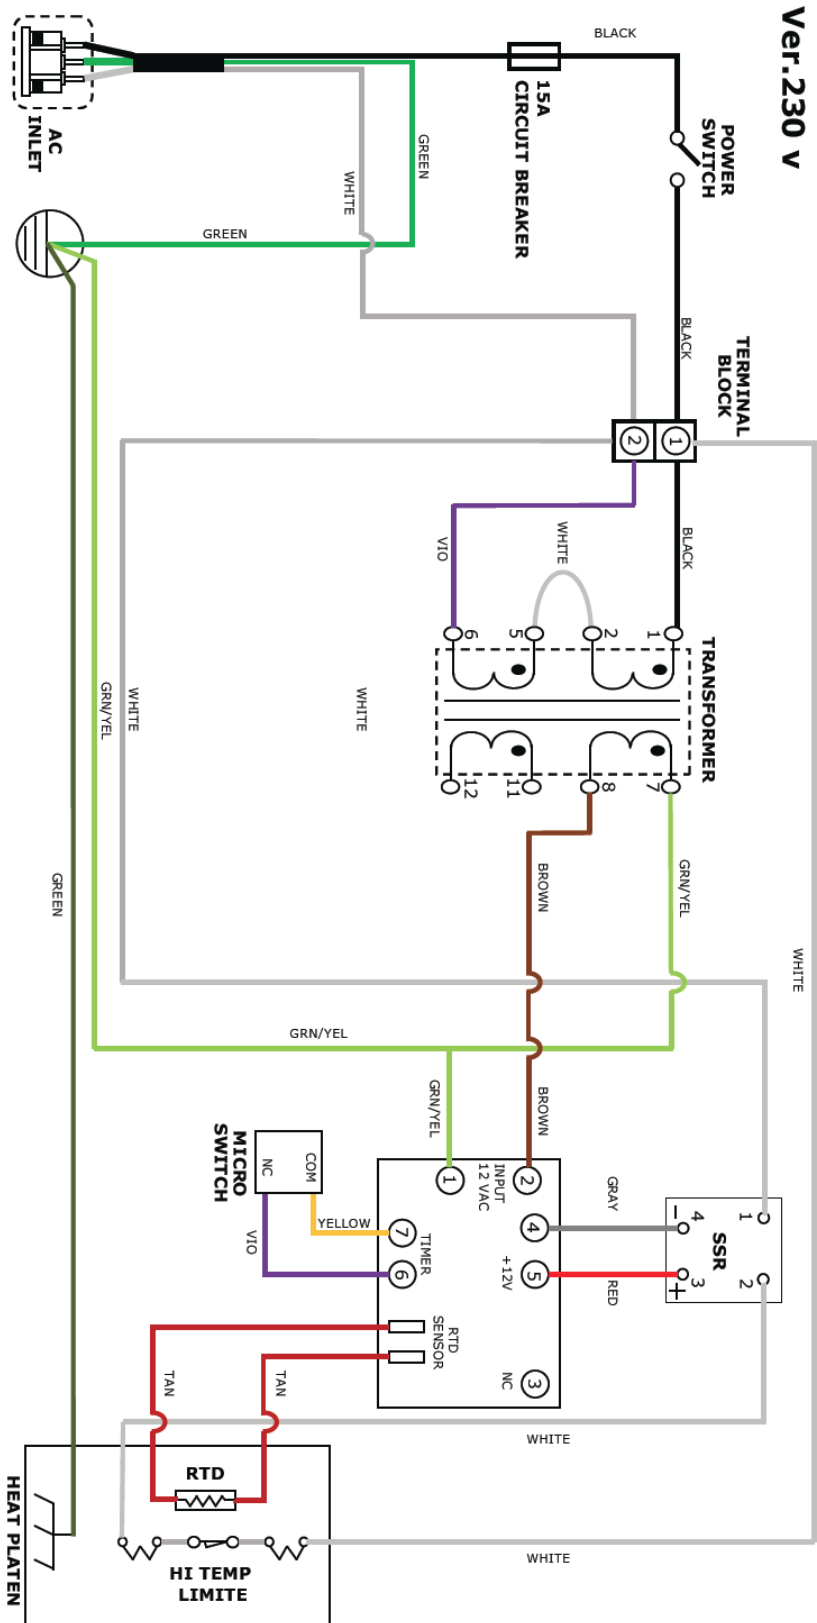 Ver.230 v
BLACK
15A
CIRCUIT BREAKER
POWER
SWITCH
AC
INLET
GREEN
WHITE
GREEN
BLACK
TERMINAL
BLOCK
2
1
VIO
WHITE
BLACK
6
5
2
1
TRANSFORMER
12
11
8
7
GRN/YEL
WHITE
WHITE
GREEN
BROWN
GRN/YEL
WHITE
GRN/YEL
GRN/YEL
BROWN
MICRO
SWITCH
NC
COM
1
INPUT
12 VAC
2
GRAY
4
1
SSR
-
4
YELLOW
7
TIMER
VIO
6
+12V
5
RED
3
+
2
RTD
SENSOR
NC
3
TAN
TAN
WHITE
RTD
HEAT PLATEN
HI TEMP
LIMITE
WHITE